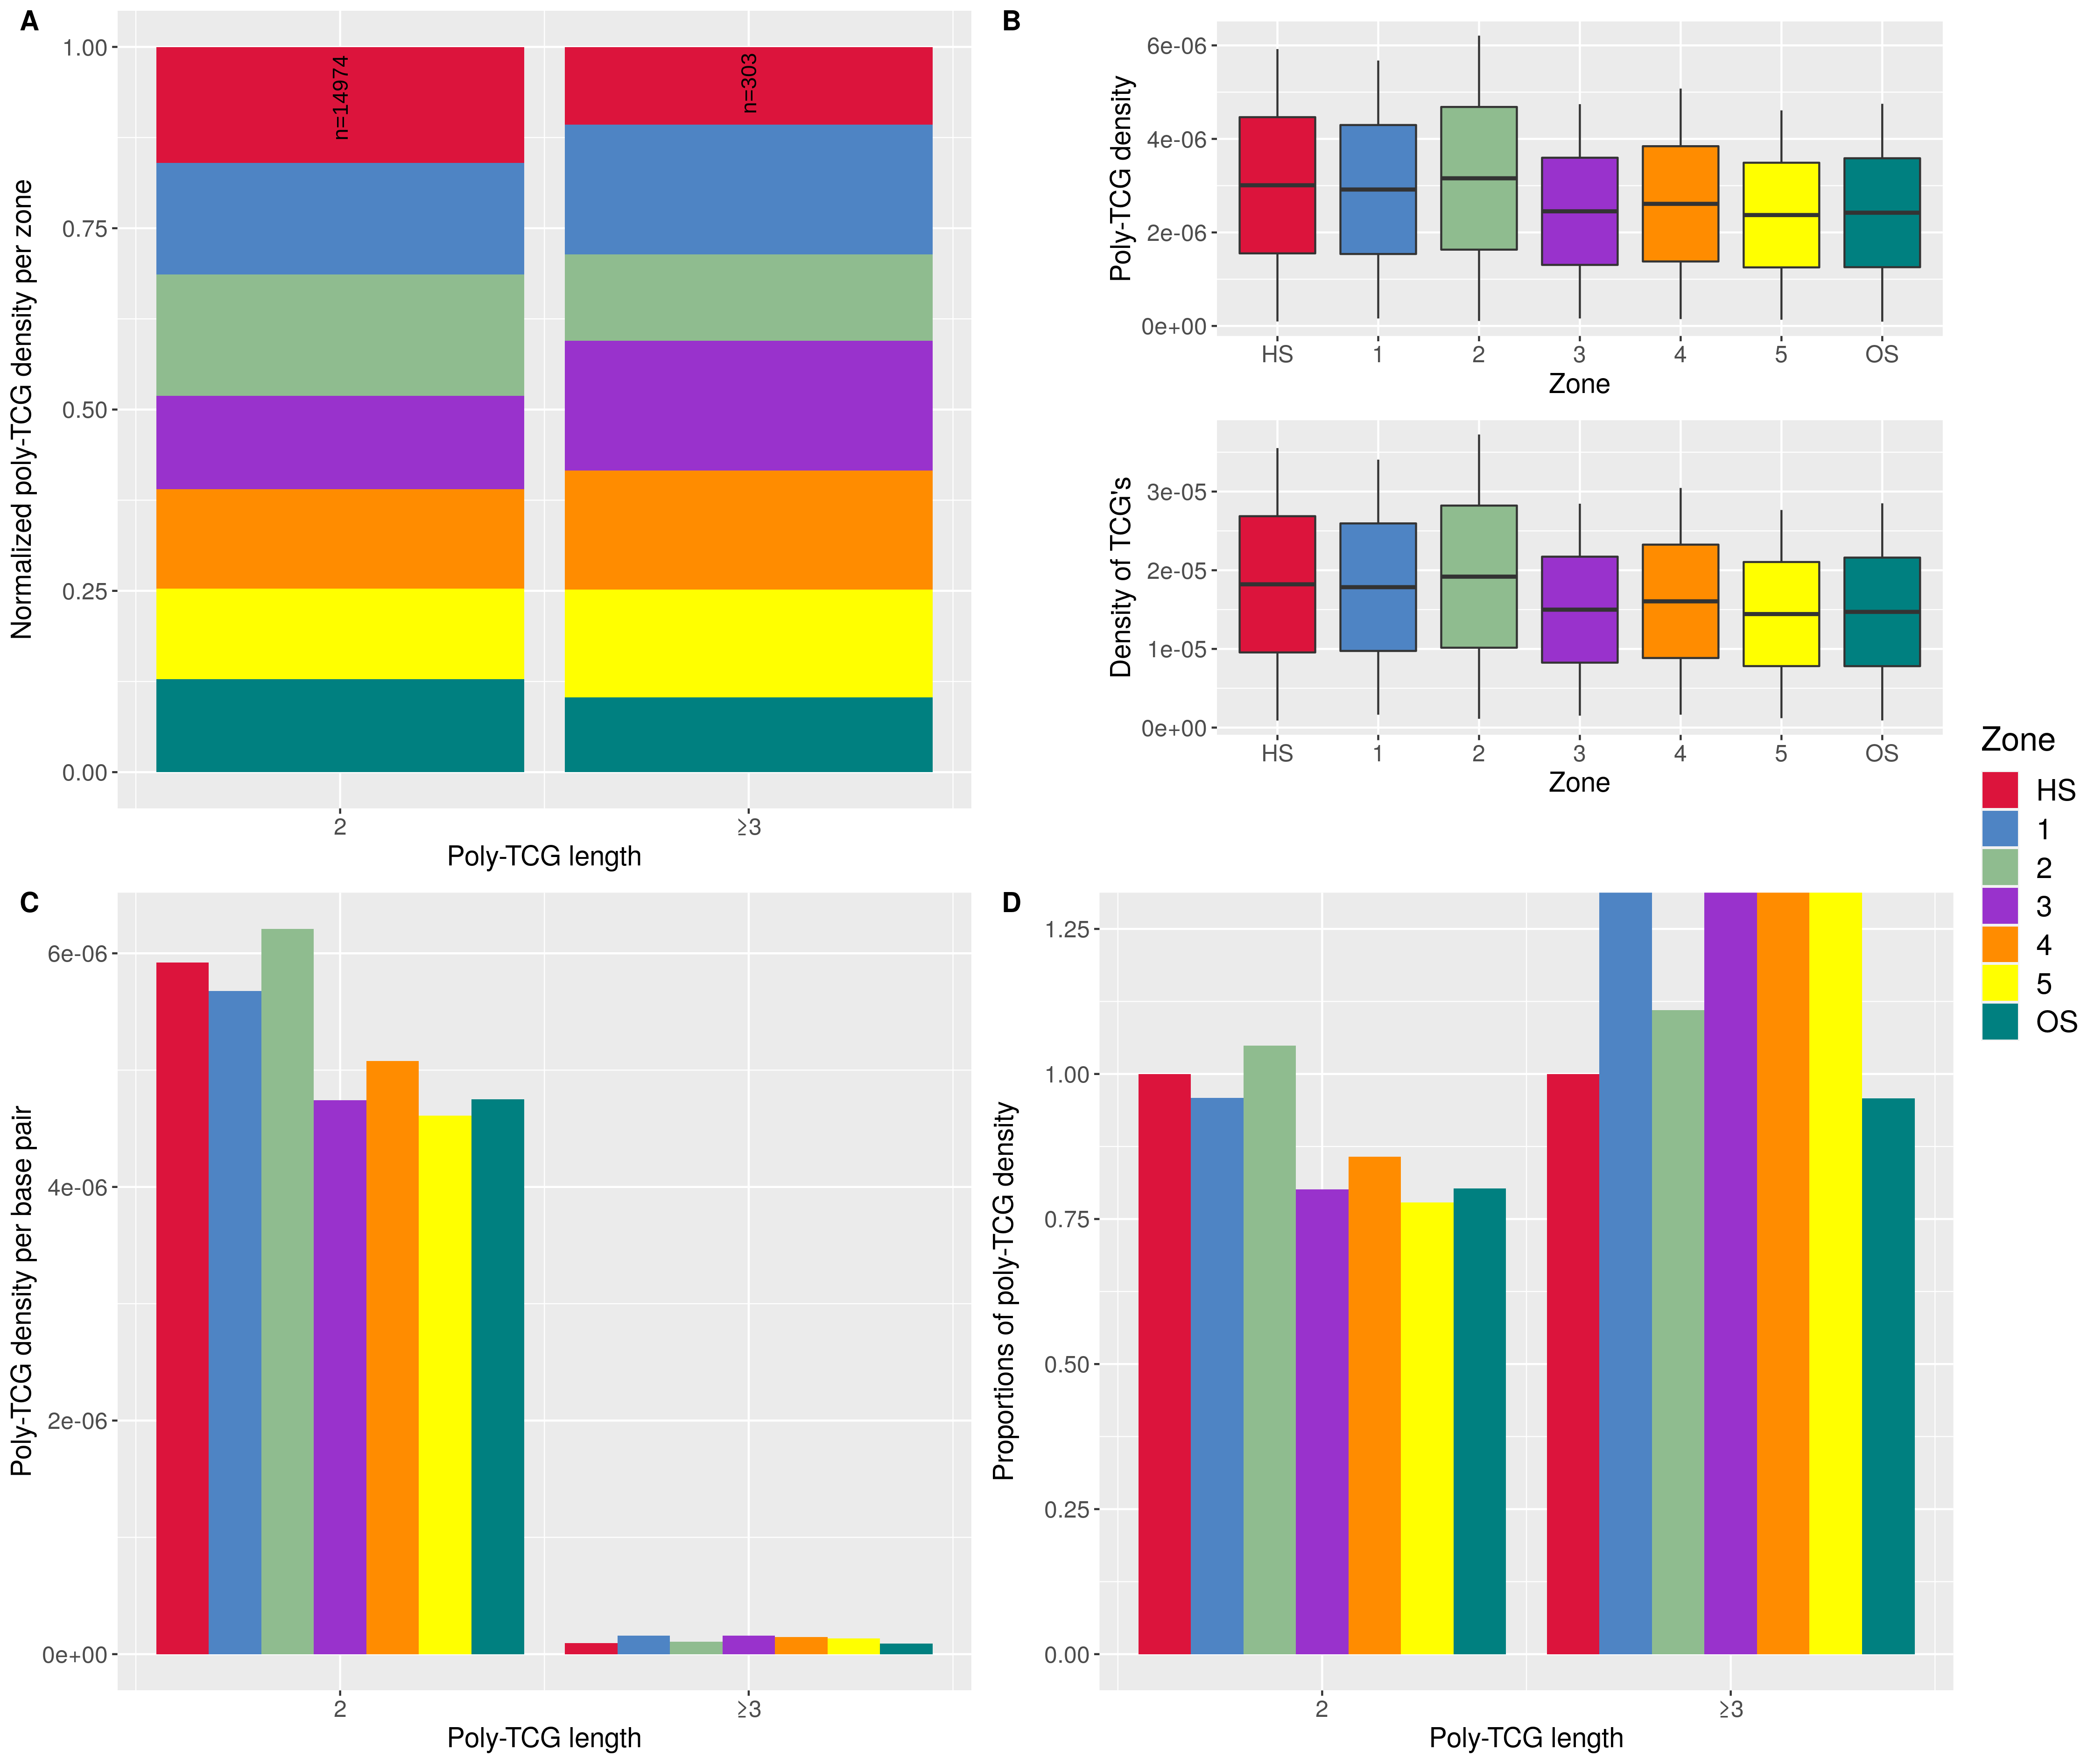 A
Normalized poly-TCG density per zone
1.00
0.75
0.50
0.25
0.00
n=14974
n=303
2
≥3
Poly-TCG length
B
Poly-TCG density
6e-06
4e-06
2e-06
0e+00
HS 1 2 3 4 5 OS
Zone
Density of TCG's
3e-05
2e-05
1e-05
0e+00
HS 1 2 3 4 5 OS
Zone
Zone
HS
1
2
3
4
5
OS
C
Poly-TCG density per base pair
6e-06
4e-06
2e-06
0e+00
2
≥3
Poly-TCG length
D
Proportions of poly-TCG density
1.25
1.00
0.75
0.50
0.25
0.00
2
≥3
Poly-TCG length